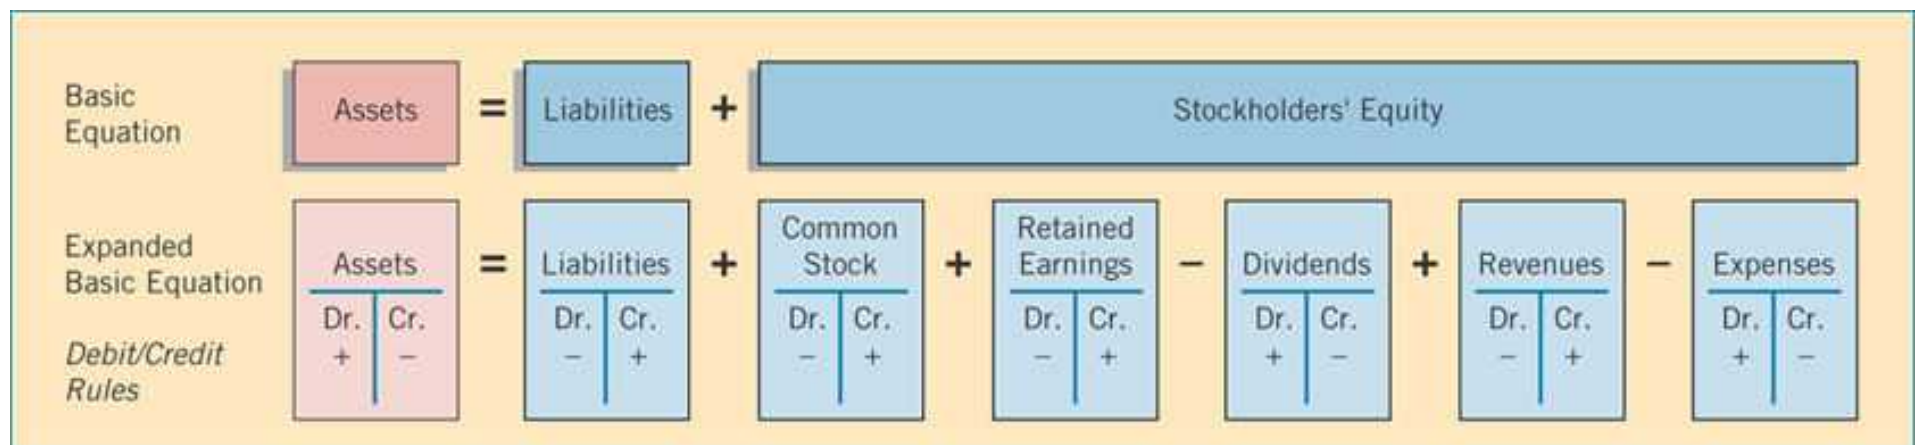 Basic
Equation
Assets = Liabilities + Stockholders' Equity
Expanded
Basic Equation
Assets = Liabilities + Common Stock + Retained Earnings − Dividends + Revenues − Expenses
Debit/Credit
Rules
Dr. Cr. Dr. Cr. Dr. Cr. Dr. Cr. Dr. Cr. Dr. Cr. Dr. Cr.
+ − − + − + − + + − − + + −